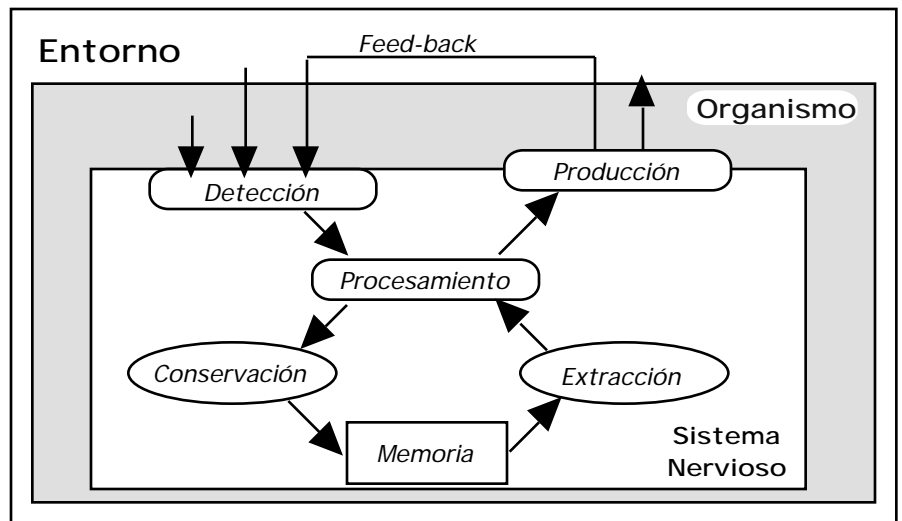 Feed-back
Entorno
Organismo
Producción
Detección
Procesamiento
Conservación
Extracción
Memoria
Sistema
Nervioso